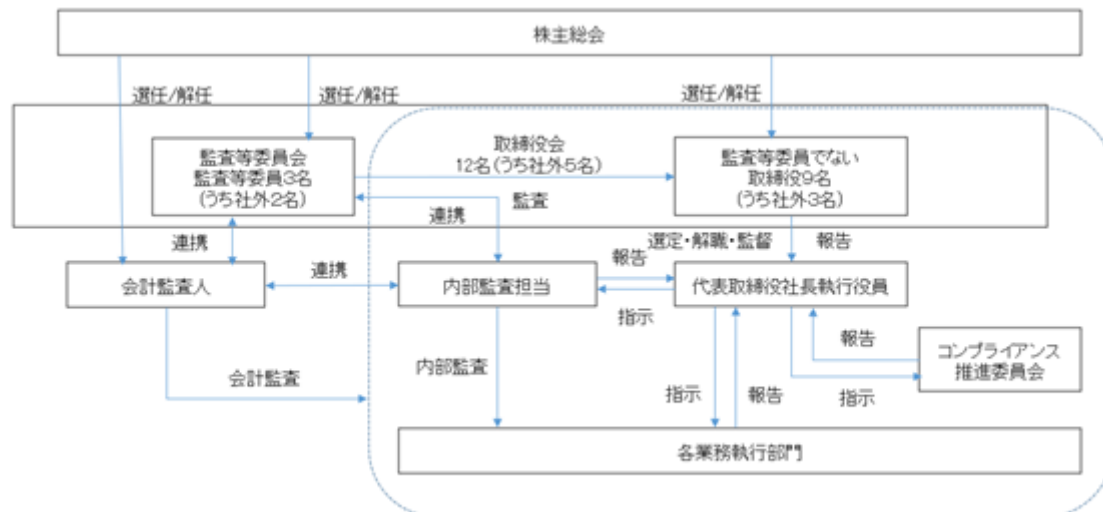 株主総会
選任/解任
選任/解任
選任/解任
監査等委員会
監査等委員3名
(うち社外2名)
取締役会
12名(うち社外5名)
監査
連携
監査等委員でない
取締役9名
(うち社外3名)
連携
選定・解職・監督
報告
会計監査人
連携
内部監査担当
報告
指示
代表取締役社長執行役員
会計監査
内部監査
指示
報告
報告
指示
コンプライアンス
推進委員会
各業務執行部門